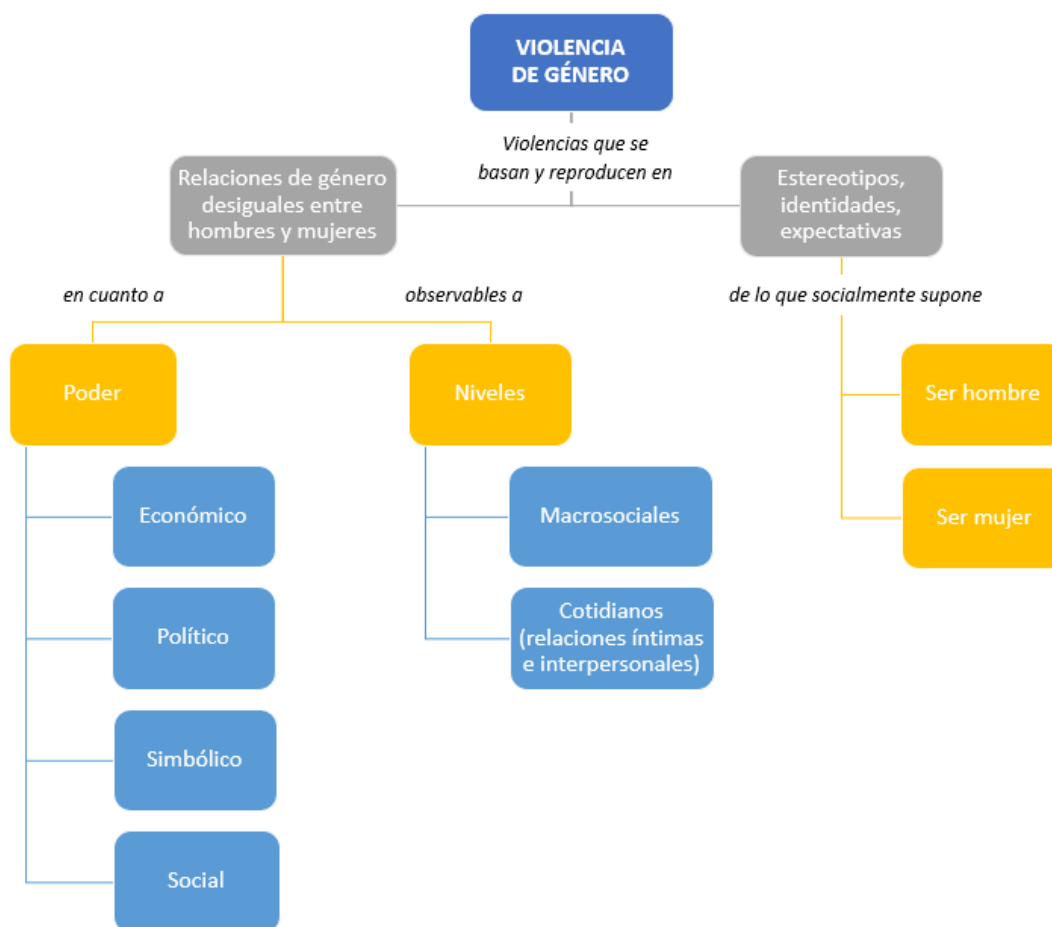 VIOLENCIA
DE GÉNERO
Violencias que se
basan y reproducen en
Relaciones de género
desiguales entre
hombres y mujeres
Estereotipos,
identidades,
expectativas
en cuanto a
observables a
de lo que socialmente supone
Poder
Niveles
Ser hombre
Económico
Macrosociales
Ser mujer
Político
Cotidianos
(relaciones íntimas
e interpersonales)
Simbólico
Social